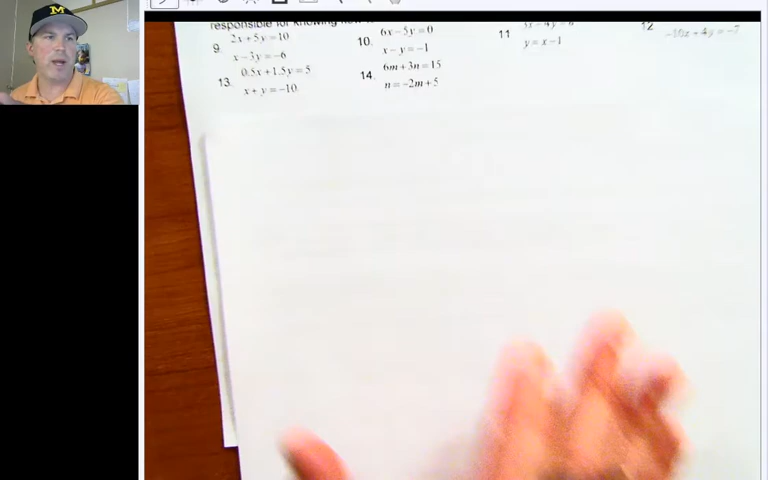 M
responsible for knowing how
9. 2x+5y=10
x-3y=-6
10. 6x-5y=0
x-y=-1
11
y=x-1
12
13. 0.5x+1.5y=5
x+y=-10
14. 6m+3n=15
n=-2m+5